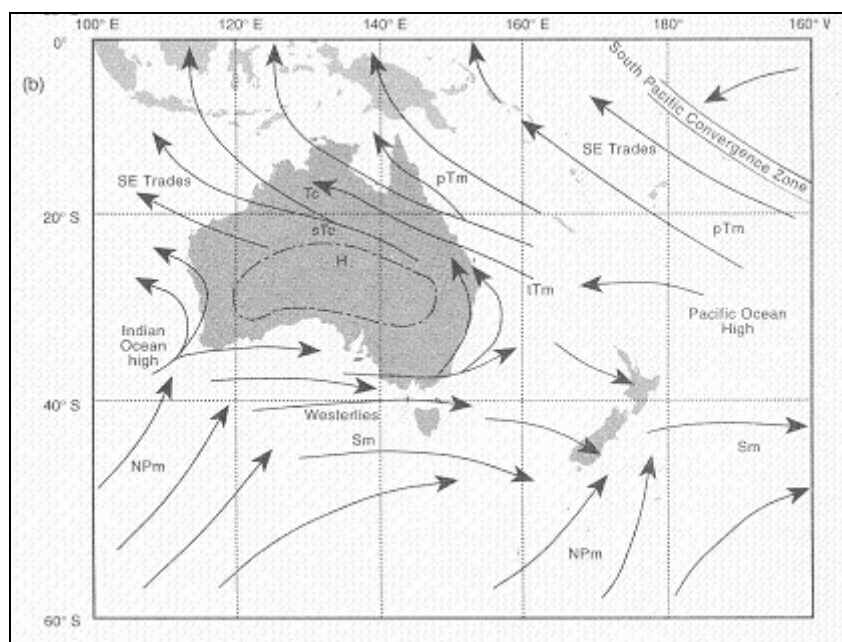 100° E 120° E 140° E 160° E 180° 160° V
0°
(b)
South Pacific Convergence Zone
SE Trades
SE Trades
pTm
Tc
20° S
sTc
pTm
H
tTm
Indian
Ocean
high
Pacific Ocean
High
40° S
Westerlies
Sm
Sm
NPm
NPm
60° S